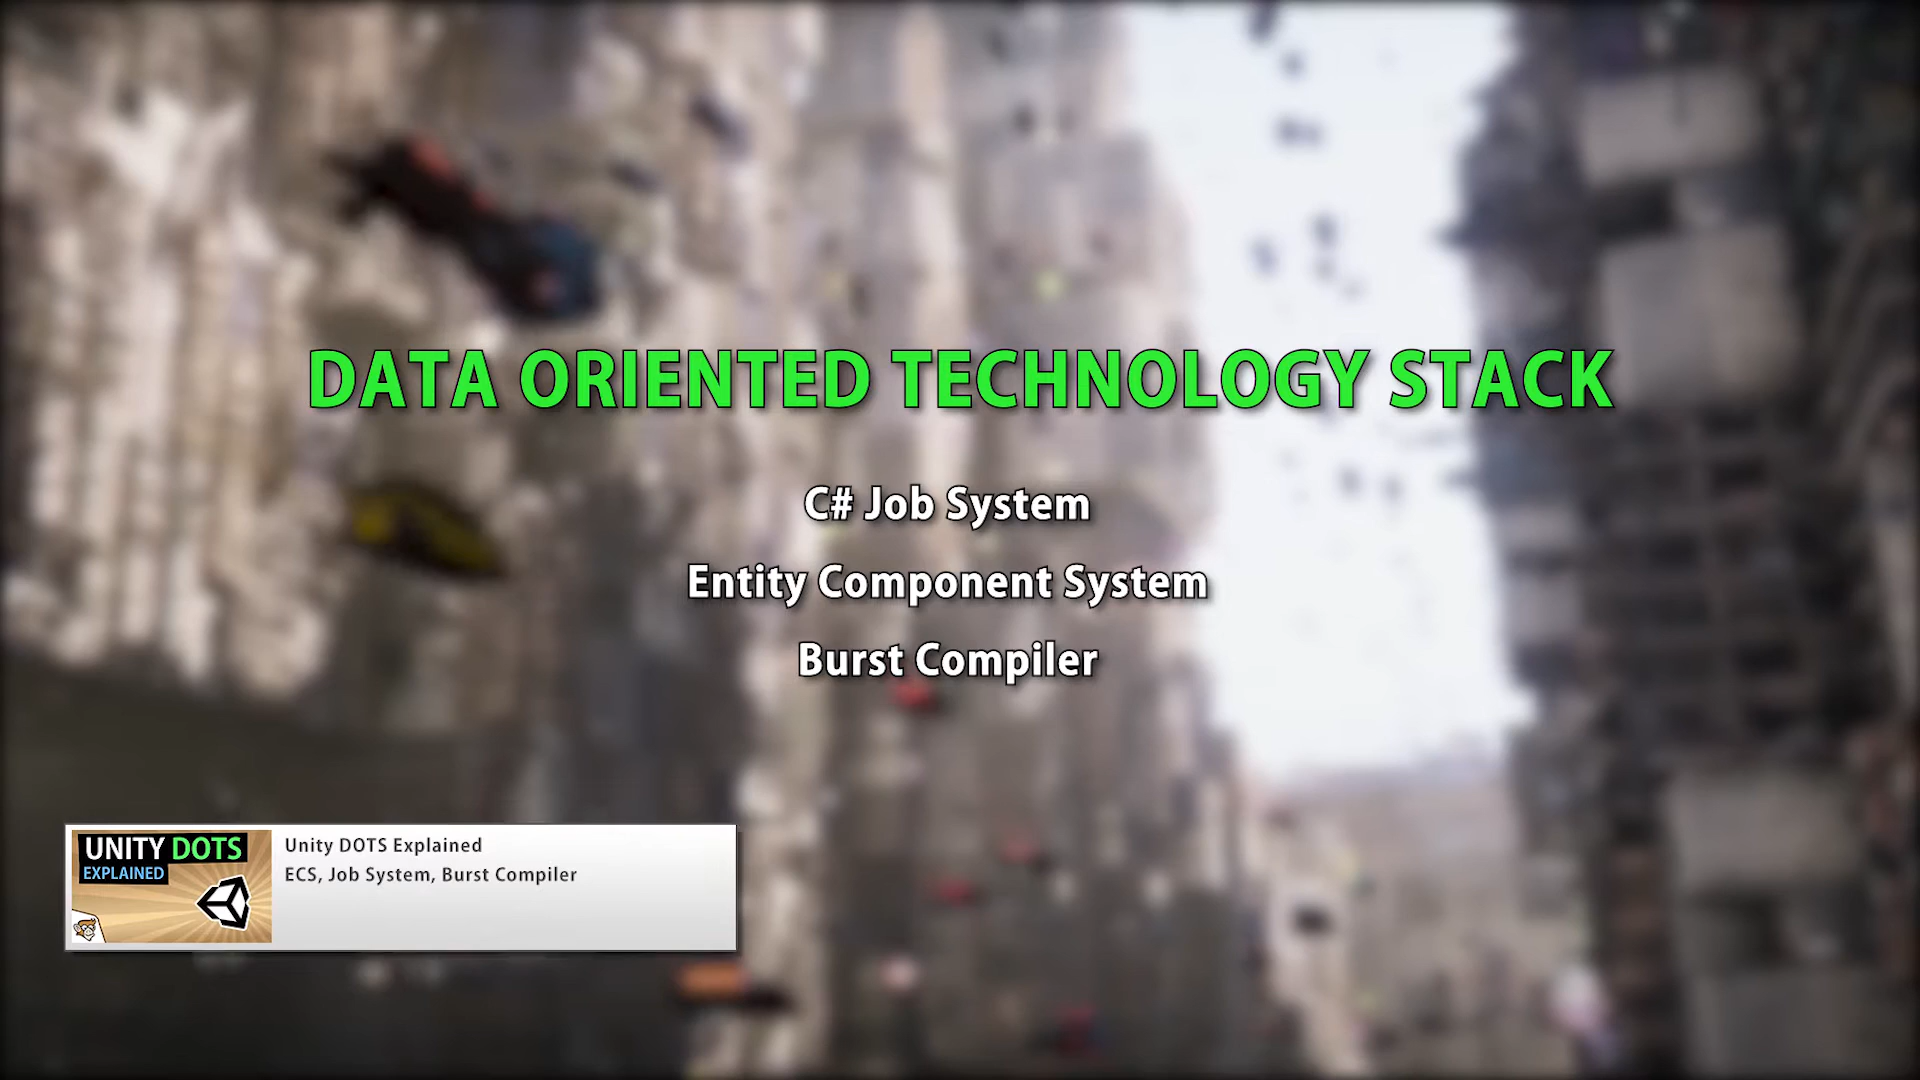 DATA ORIENTED TECHNOLOGY STACK
C# Job System
Entity Component System
Burst Compiler
UNITY DOTS
EXPLAINED
Unity DOTS Explained
ECS, Job System, Burst Compiler